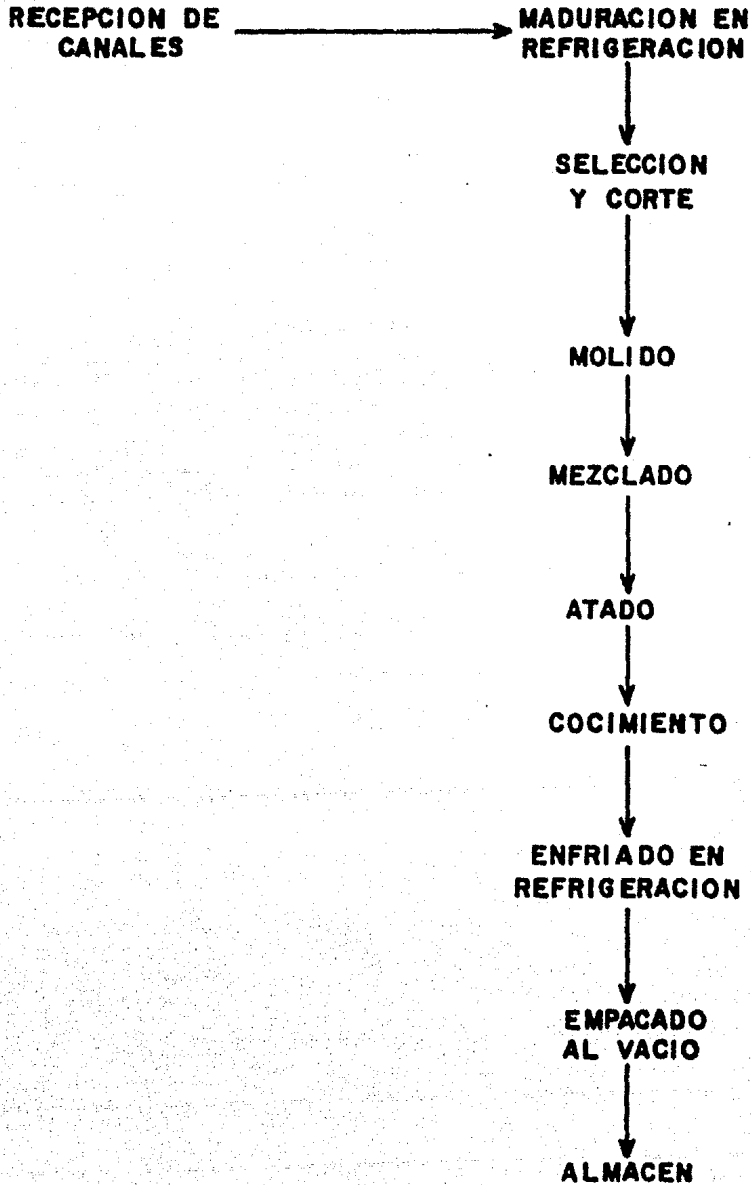 RECEPCION DE
CANALES
MADURACION EN
REFRIGERACION
SELECCION
Y CORTE
MOLIDO
MEZCLADO
ATADO
COCIMIENTO
ENFRIADO EN
REFRIGERACION
EMPACADO
AL VACIO
ALMACEN